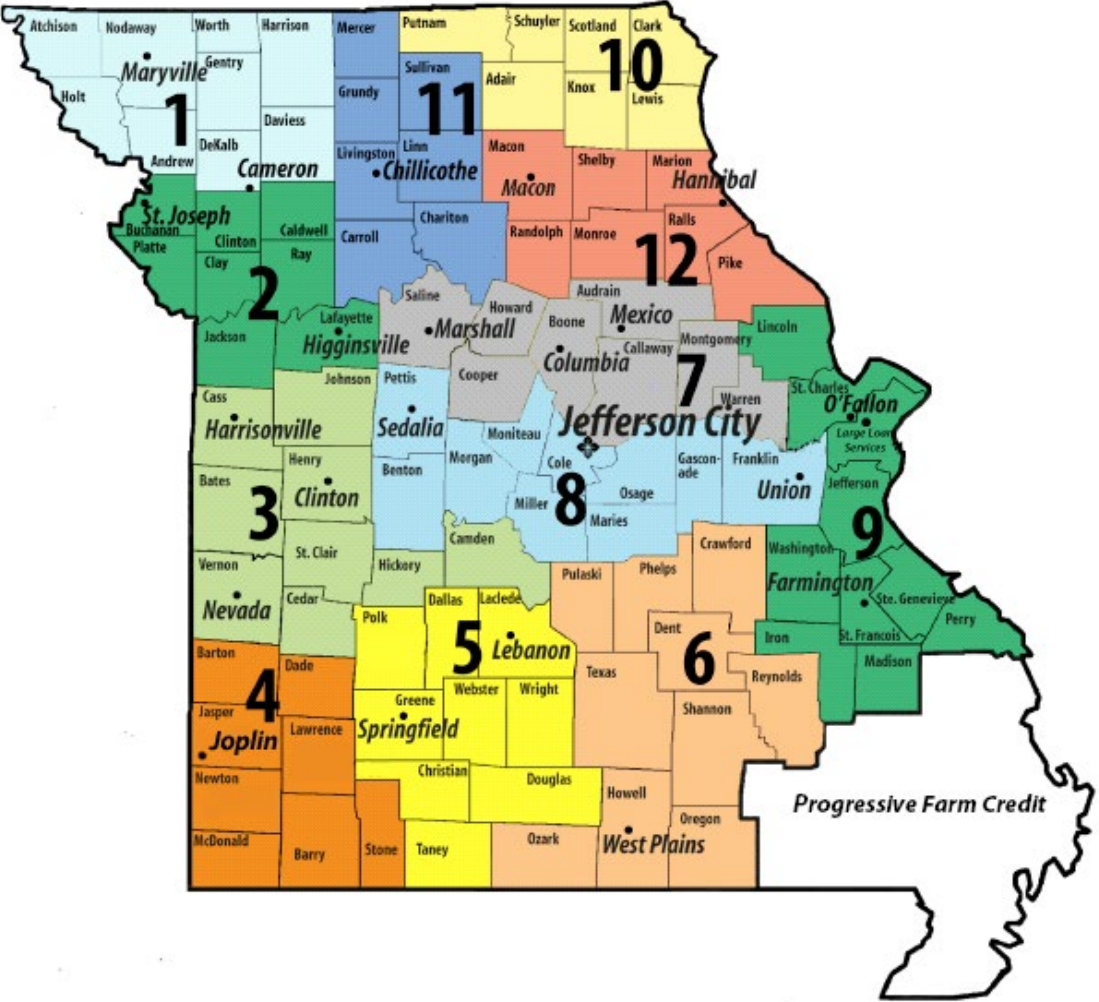 Atchison
Nodaway
Worth
Harrison
Mercer
Putnam
Schuyler
Scotland
Clark
10
Maryville
Gentry
Sullivan
Adair
Knox
Lewis
Holt
1
Grundy
11
Daviess
Andrew
DeKalb
Cameron
Livingston
Linn
Chillicothe
Macon
Macon
Shelby
Marion
Hannibal
St. Joseph
Buchanan
Platte
Clinton
Caldwell
Clay
Ray
2
Carroll
Chariton
Randolph
Monroe
Ralls
12
Pike
Saline
Howard
Audrain
Mexico
Boone
Marshall
Jackson
Lafayette
Higginsville
Columbia
Callaway
Montgomery
7
Lincoln
Cooper
Warren
St. Charles
O'Fallon
Large Loan
Services
Johnson
Cass
Harrisonville
Pettis
Sedalia
Moniteau
Jefferson City
Morgan
Cole
Gascon-
ade
Franklin
Union
Jefferson
Henry
Clinton
Benton
Bates
3
Miller
8
Osage
Maries
9
St. Clair
Camden
Crawford
Washington
Vernon
Hickory
Pulaski
Phelps
Farmington
Nevada
Cedar
Ste. Genevieve
Perry
Polk
Dallas
Laclede
5
Lebanon
Dent
6
Iron
St. Francois
Madison
Barton
Dade
4
Texas
Reynolds
Greene
Webster
Wright
Shannon
Jasper
Joplin
Lawrence
Springfield
Newton
Christian
Douglas
Howell
Progressive Farm Credit
Oregon
McDonald
Barry
Stone
Taney
Ozark
West Plains